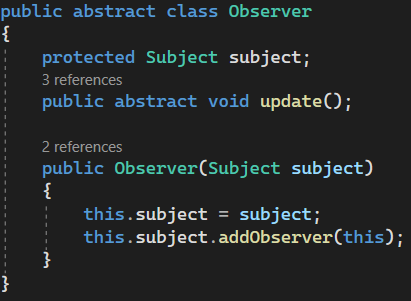 public abstract class Observer
{
protected Subject subject;
3 references
public abstract void update();
2 references
public Observer(Subject subject)
{
this.subject = subject;
this.subject.addObserver(this);
}
}